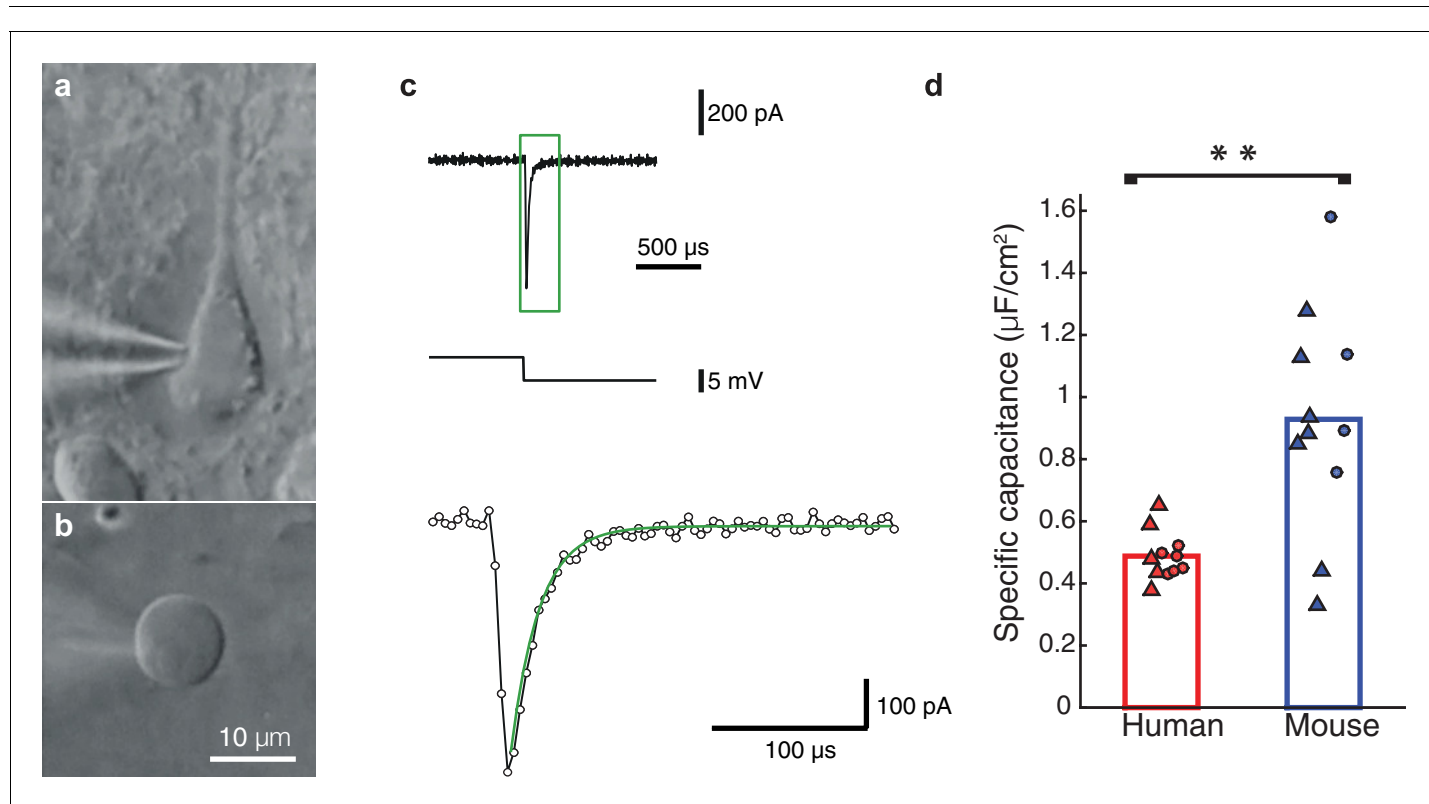 a
b
10 µm
c
200 pA
500 µs
5 mV
100 pA
100 µs
d
* *
Specific capacitance (µF/cm²)
1.6
1.4
1.2
1
0.8
0.6
0.4
0.2
0
Human
Mouse